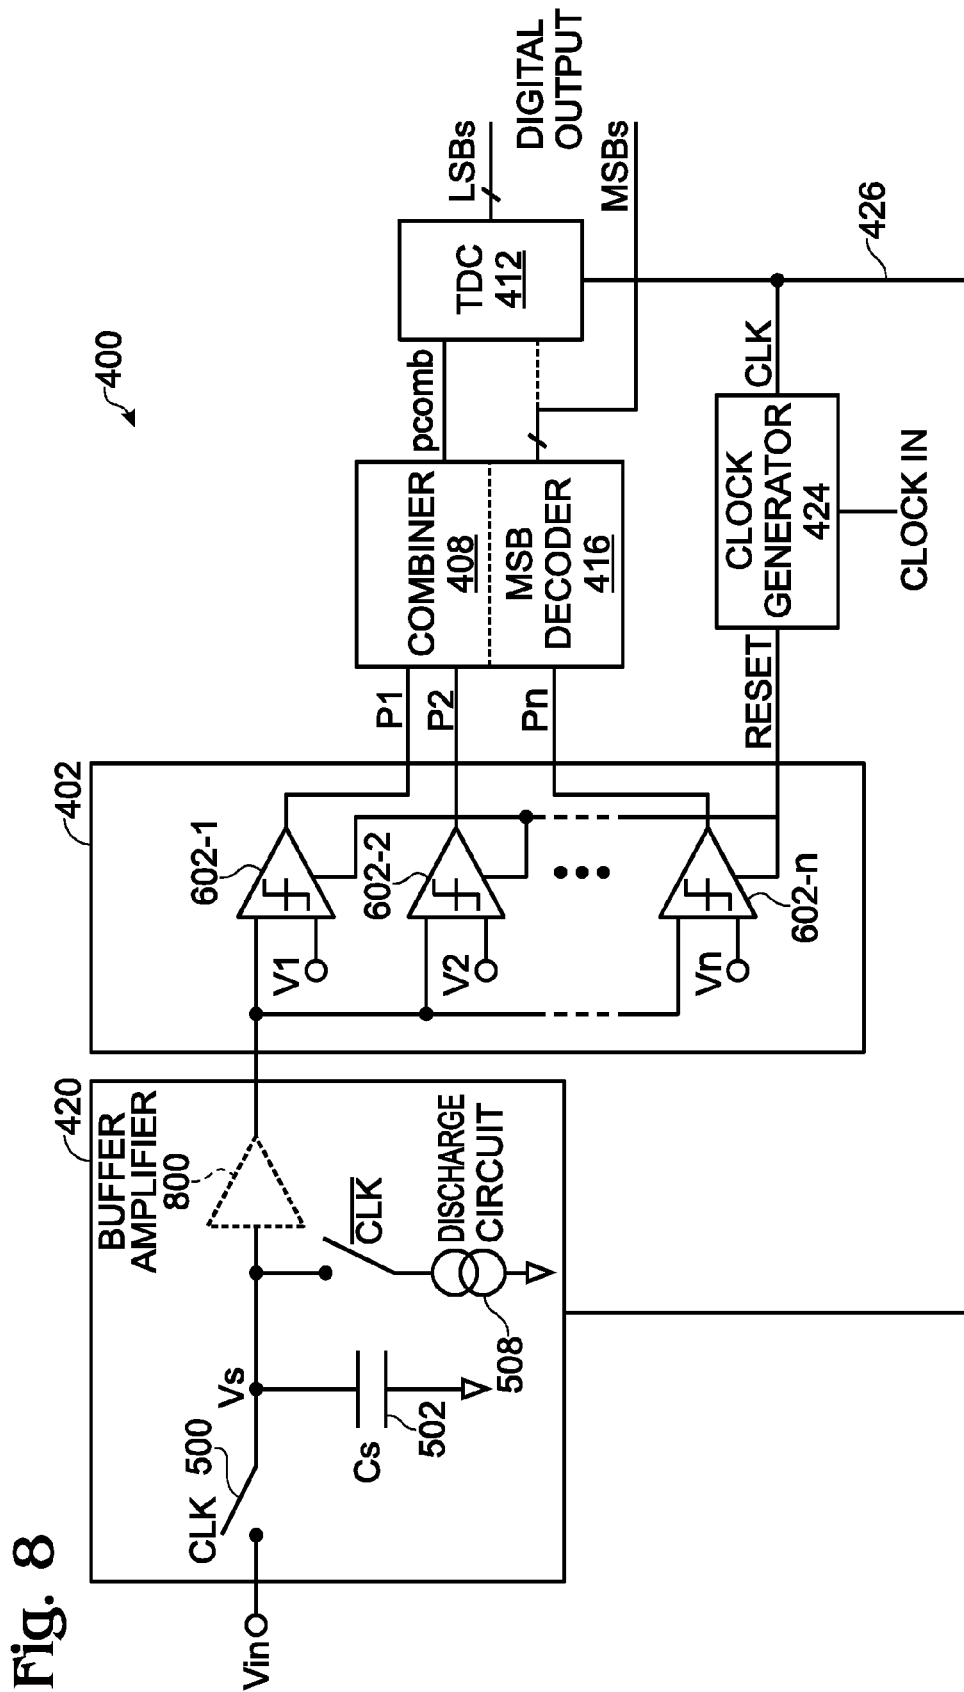 Fig. 8
400
420
BUFFER
AMPLIFIER
800
Vin
CLK
500
Vs
Cs
502
CLK
DISCHARGE
CIRCUIT
508
402
602-1
V1
602-2
V2
602-n
Vn
P1
P2
Pn
RESET
COMBINER
408
MSB
DECODER
416
pcomb
TDC
412
LSBs
DIGITAL
OUTPUT
MSBs
CLOCK
GENERATOR
424
CLOCK IN
CLK
426